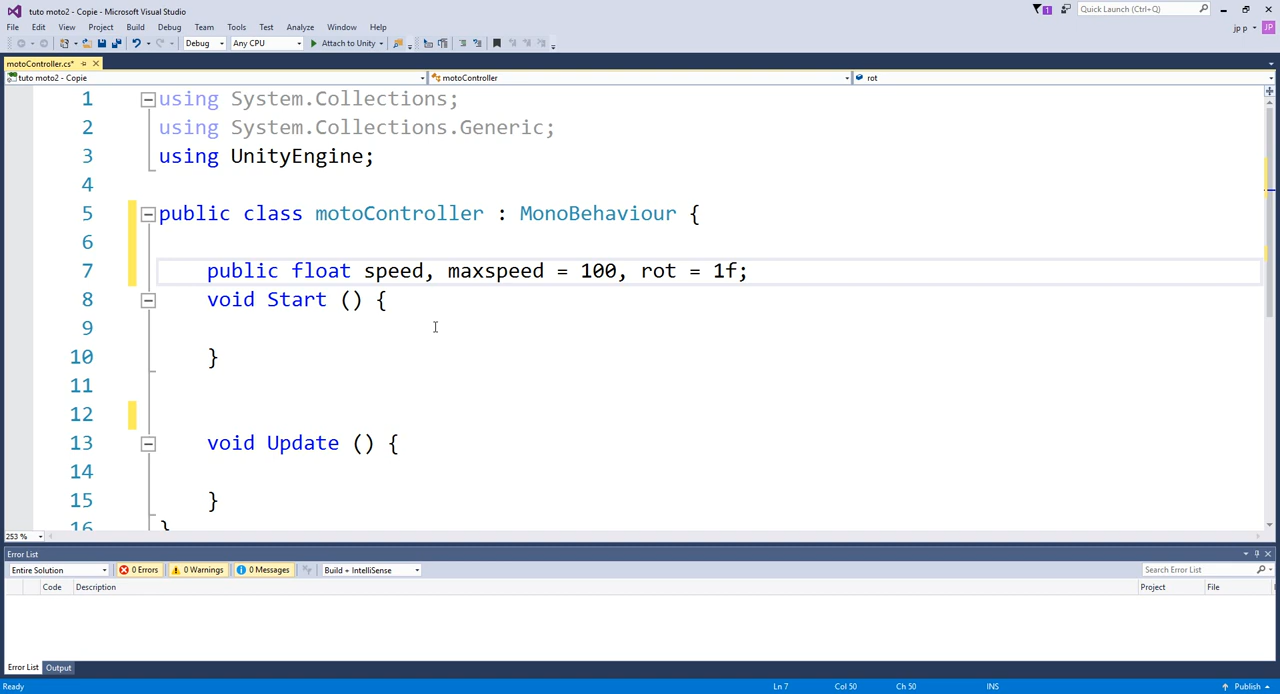 tuto moto2 - Copie - Microsoft Visual Studio
1
Quick Launch (Ctrl+Q)
File Edit View Project Build Debug Team Tools Test Analyze Window Help
jp p
JP
Debug Any CPU Attach to Unity
motoController.cs*
tuto moto2 - Copie motoController rot
1 using System.Collections;
2 using System.Collections.Generic;
3 using UnityEngine;
4
5 public class motoController : MonoBehaviour {
6
7 public float speed, maxspeed = 100, rot = 1f;
8 void Start () {
9
10 }
11
12
13 void Update () {
14
15 }
16 }
253 %
Error List
Entire Solution 0 Errors 0 Warnings 0 Messages Build + IntelliSense Search Error List
Code Description Project File
Error List Output
Ready Ln 7 Col 50 Ch 50 INS Publish